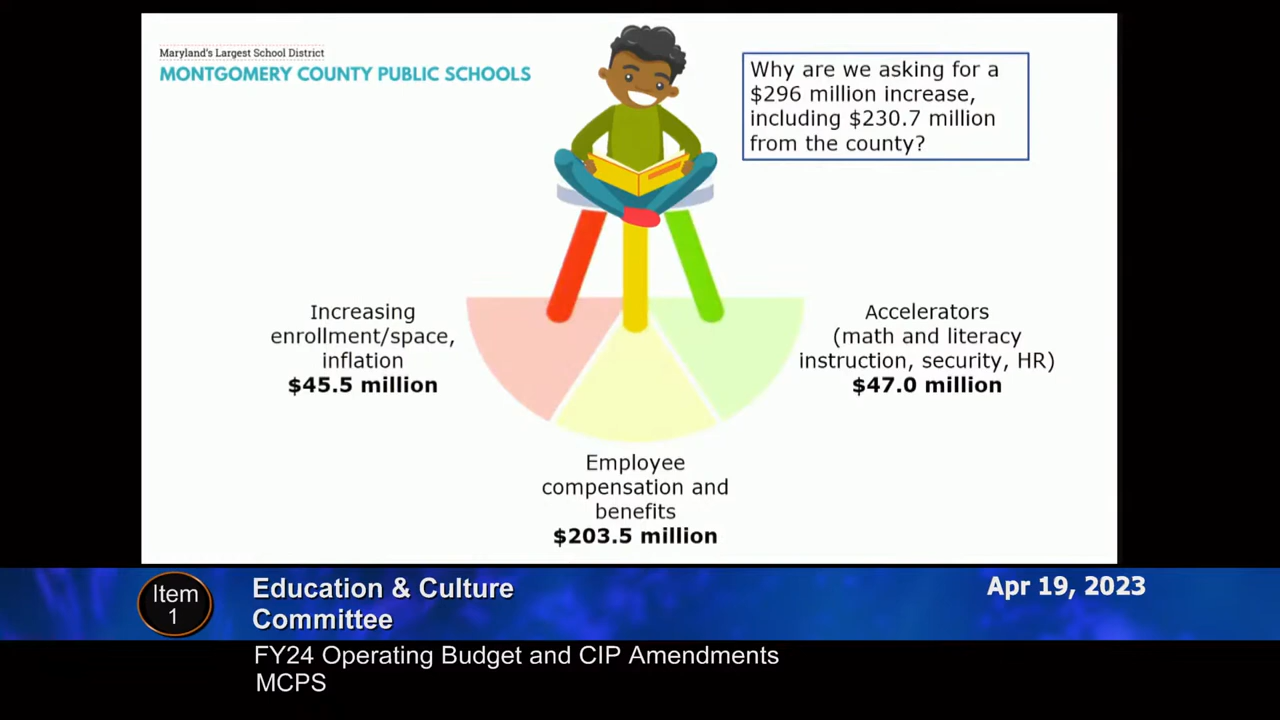 Maryland's Largest School District
MONTGOMERY COUNTY PUBLIC SCHOOLS
Why are we asking for a
$296 million increase,
including $230.7 million
from the county?
Increasing
enrollment/space,
inflation
$45.5 million
Accelerators
(math and literacy
instruction, security, HR)
$47.0 million
Employee
compensation and
benefits
$203.5 million
Item
1
Education & Culture
Committee
Apr 19, 2023
FY24 Operating Budget and CIP Amendments
MCPS